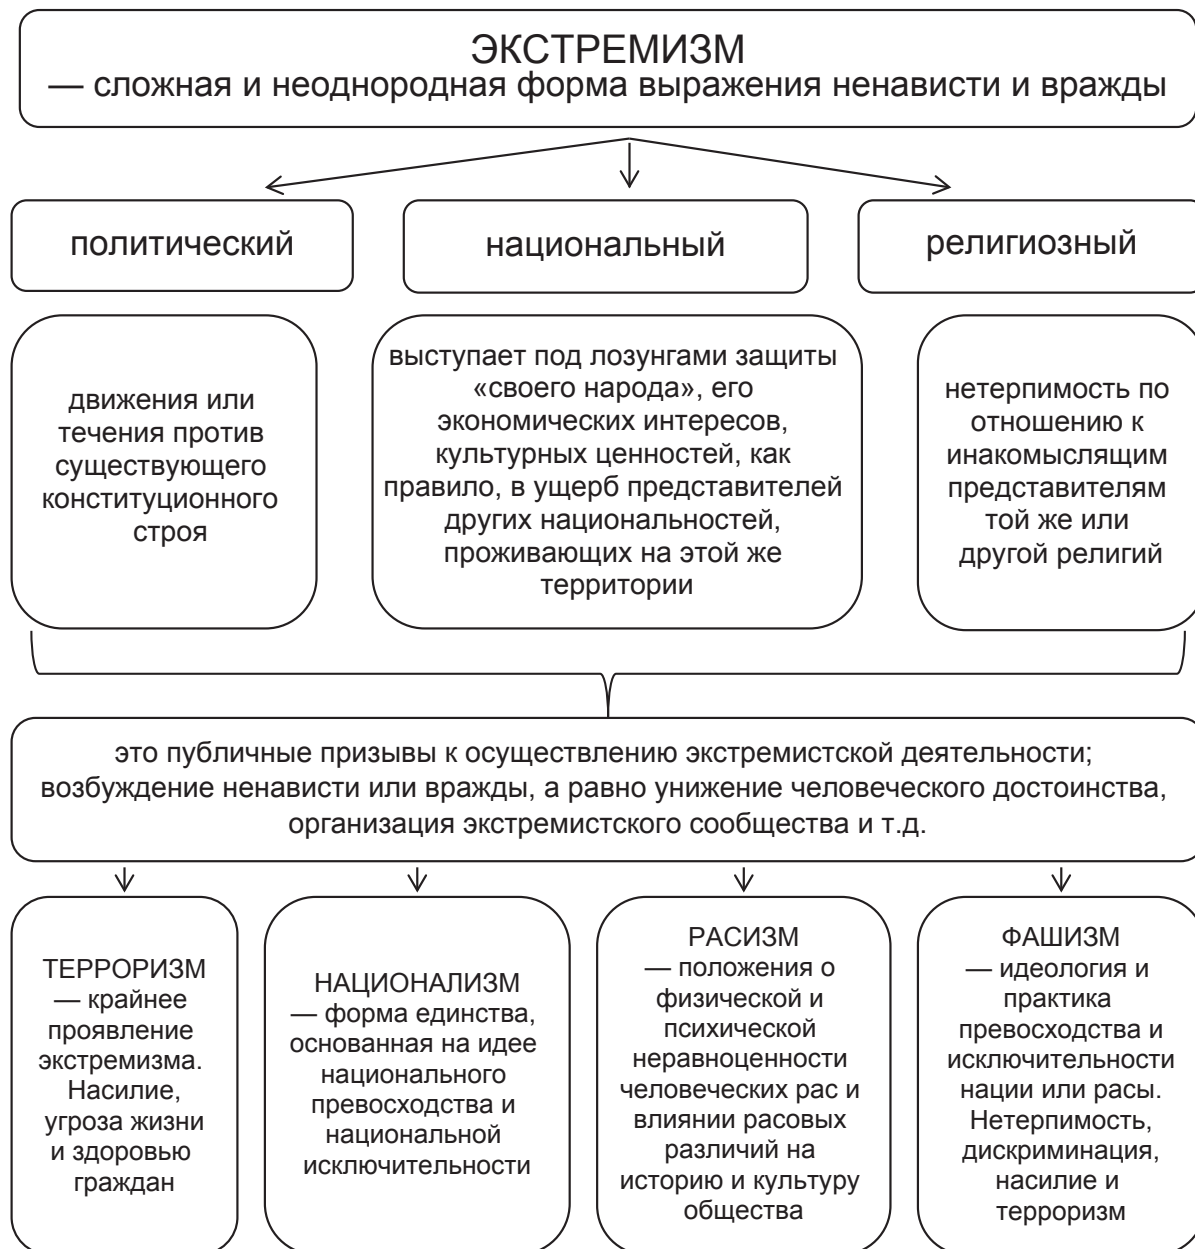 ЭКСТРЕМИЗМ
— сложная и неоднородная форма выражения ненависти и вражды
политический
национальный
религиозный
движения или
течения против
существующего
конституционного
строя
выступает под лозунгами защиты
«своего народа», его
экономических интересов,
культурных ценностей, как
правило, в ущерб представителей
других национальностей,
проживающих на этой же
территории
нетерпимость по
отношению к
инакомыслящим
представителям
той же или
другой религий
это публичные призывы к осуществлению экстремистской деятельности;
возбуждение ненависти или вражды, а равно унижение человеческого достоинства,
организация экстремистского сообщества и т.д.
ТЕРРОРИЗМ
— крайнее
проявление
экстремизма.
Насилие,
угроза жизни
и здоровью
граждан
НАЦИОНАЛИЗМ
— форма единства,
основанная на идее
национального
превосходства и
национальной
исключительности
РАСИЗМ
— положения о
физической и
психической
неравноценности
человеческих рас и
влиянии расовых
различий на
историю и культуру
общества
ФАШИЗМ
— идеология и
практика
превосходства и
исключительности
нации или расы.
Нетерпимость,
дискриминация,
насилие и
терроризм